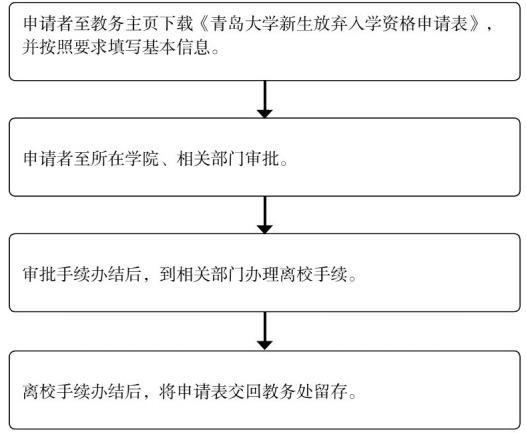 申请者至教务主页下载《青岛大学新生放弃入学资格申请表》，
并按照要求填写基本信息。
申请者至所在学院、相关部门审批。
审批手续办结后，到相关部门办理离校手续。
离校手续办结后，将申请表交回教务处留存。